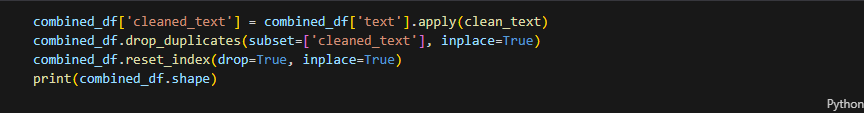 combined_df['cleaned_text'] = combined_df['text'].apply(clean_text)
combined_df.drop_duplicates(subset=['cleaned_text'], inplace=True)
combined_df.reset_index(drop=True, inplace=True)
print(combined_df.shape)
Python